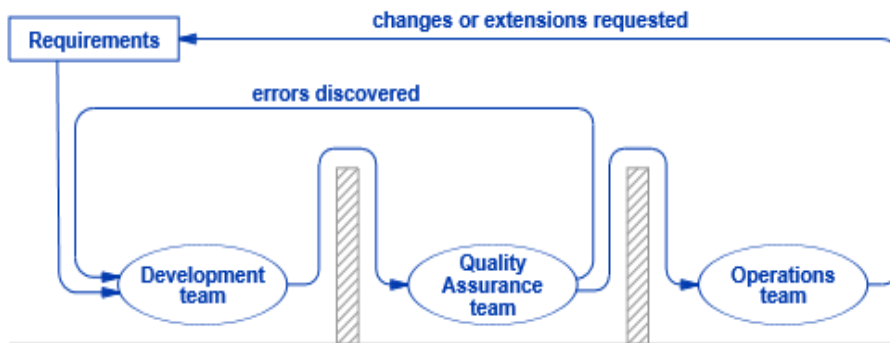 changes or extensions requested
Requirements
errors discovered
Development
team
Quality
Assurance
team
Operations
team